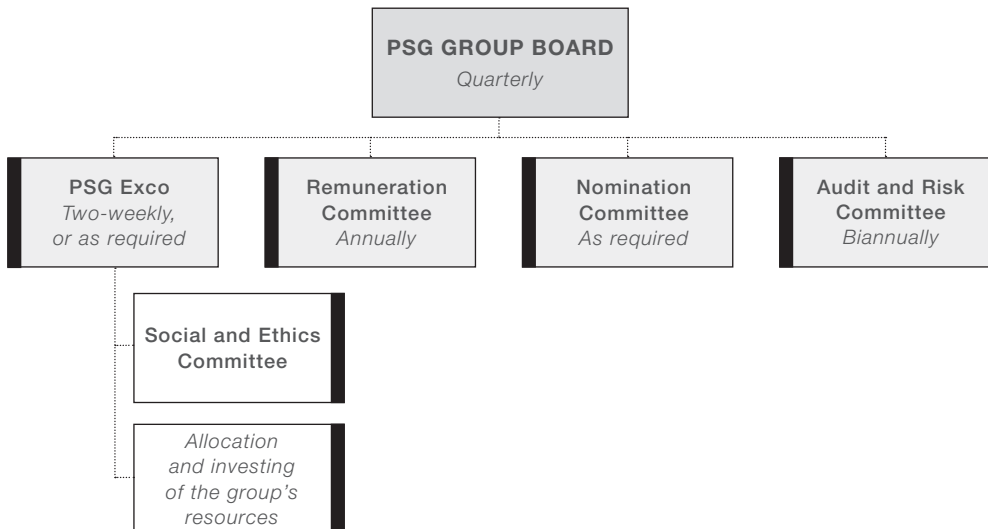 PSG GROUP BOARD
Quarterly
PSG Exco
Two-weekly,
or as required
Remuneration
Committee
Annually
Nomination
Committee
As required
Audit and Risk
Committee
Biannually
Social and Ethics
Committee
Allocation
and investing
of the group's
resources